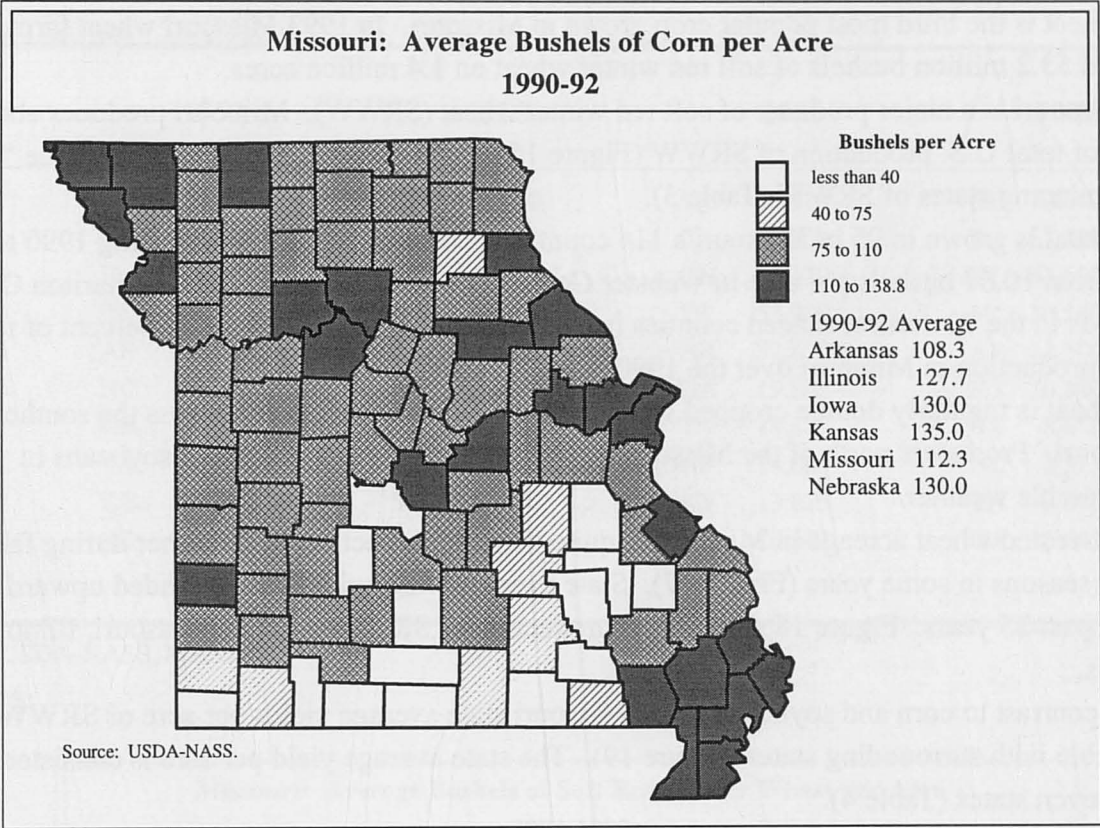 Missouri: Average Bushels of Corn per Acre
1990-92
Bushels per Acre
less than 40
40 to 75
75 to 110
110 to 138.8
1990-92 Average
Arkansas 108.3
Illinois 127.7
Iowa 130.0
Kansas 135.0
Missouri 112.3
Nebraska 130.0
Source: USDA-NASS.